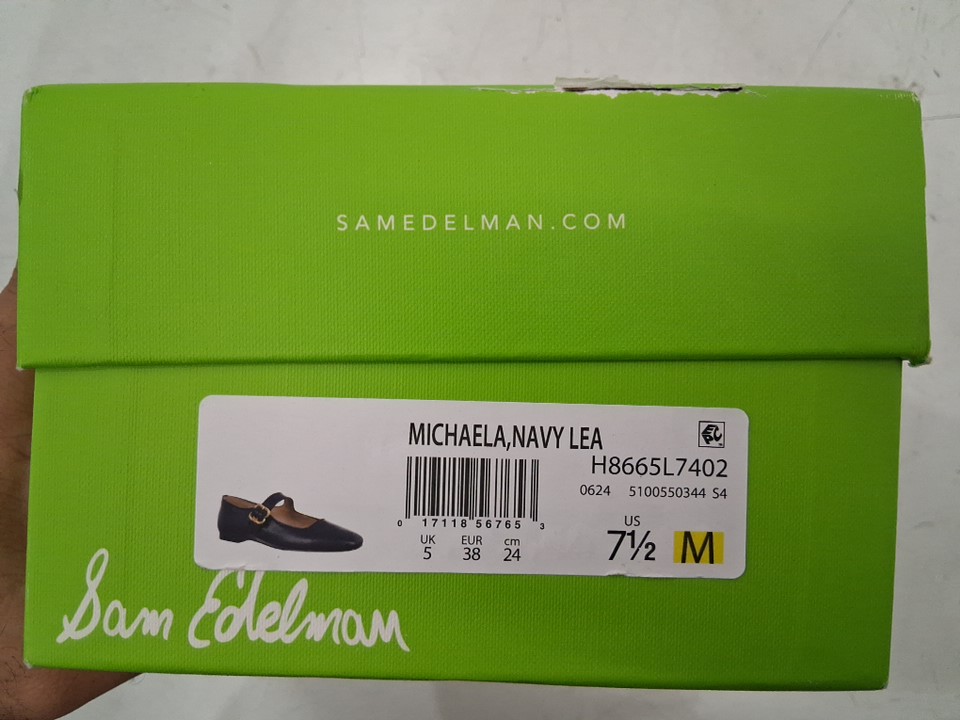 SAMEDELMAN.COM
MICHAELA,NAVY LEA
H8665L7402
0624 5100550344 S4
0 17118 56765 3
UK EUR cm
5 38 24
US
7½ M
Sam Edelman